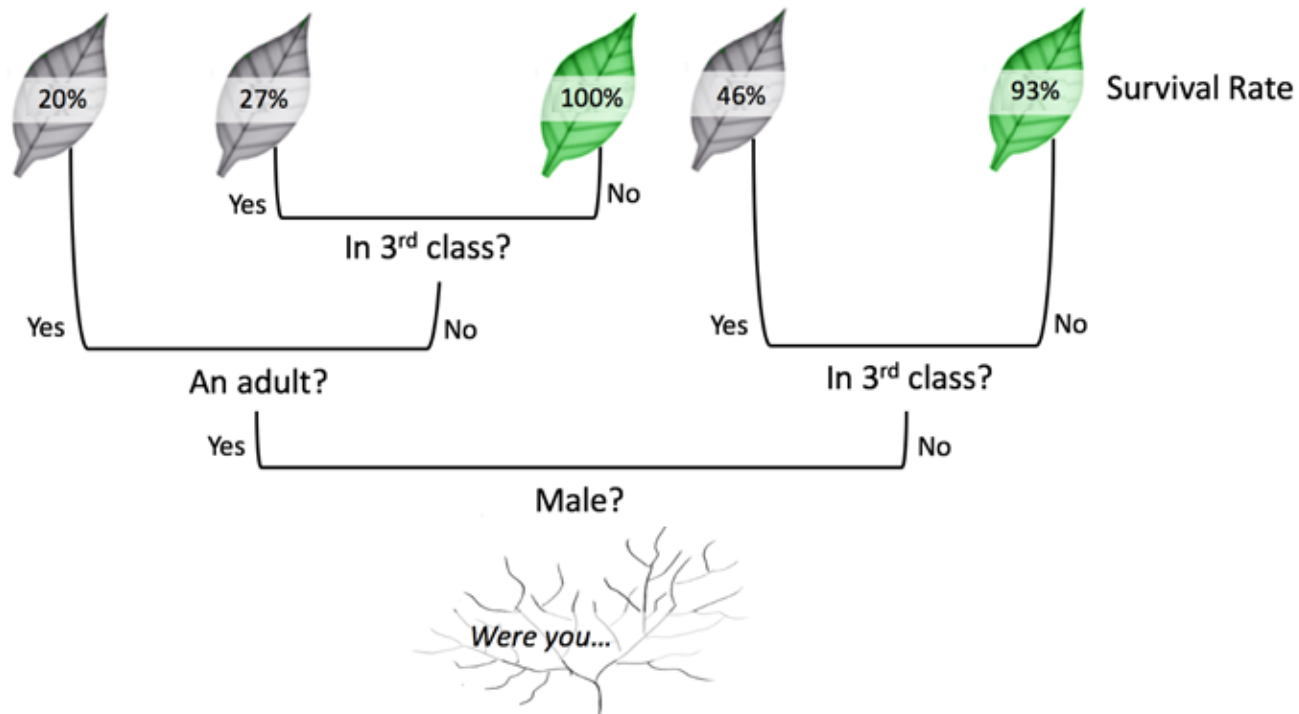 20%
27%
100%
46%
93%
Survival Rate
Yes
No
In 3rd class?
Yes
No
Yes
No
An adult?
In 3rd class?
Yes
No
Male?
Were you...